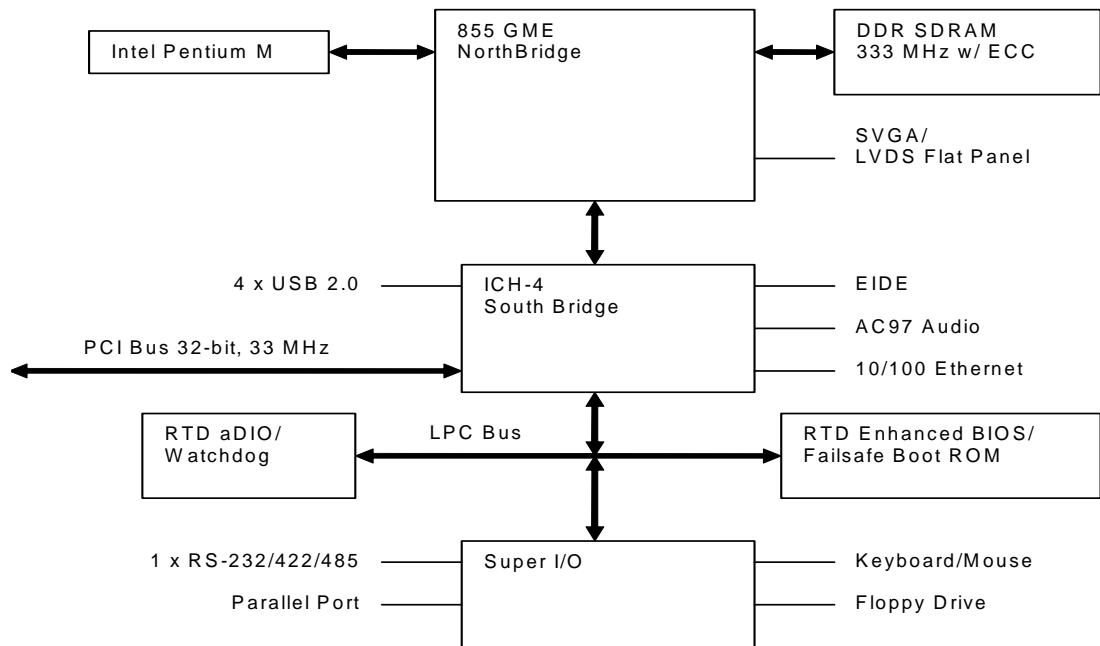 Intel Pentium M
855 GME
NorthBridge
DDR SDRAM
333 MHz w/ ECC
SVGA/
LVDS Flat Panel
4 x USB 2.0
ICH-4
South Bridge
EIDE
AC97 Audio
PCI Bus 32-bit, 33 MHz
10/100 Ethernet
RTD aDIO/
Watchdog
LPC Bus
RTD Enhanced BIOS/
Failsafe Boot ROM
1 x RS-232/422/485
Super I/O
Keyboard/Mouse
Parallel Port
Floppy Drive